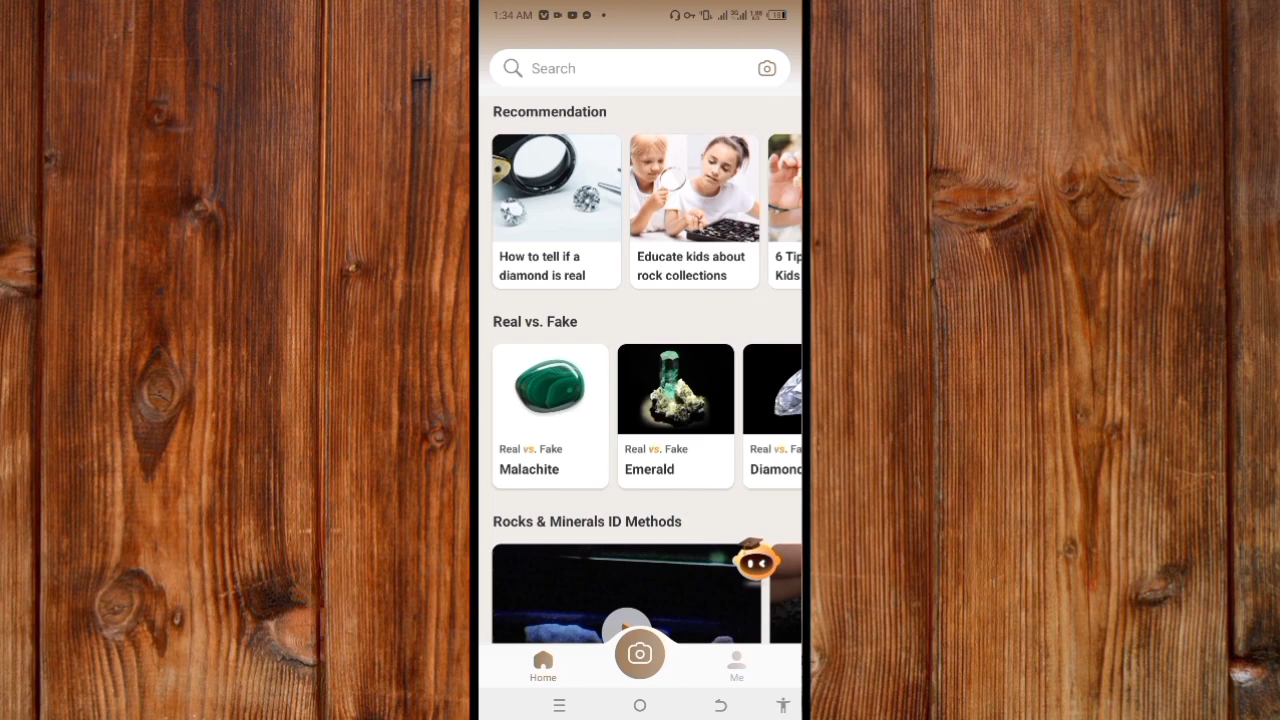 1:34 AM
Search
Recommendation
How to tell if a
diamond is real
Educate kids about
rock collections
6 Tip
Kids
Real vs. Fake
Real vs. Fake
Malachite
Real vs. Fake
Emerald
Real vs. Fa
Diamond
Rocks & Minerals ID Methods
Home
Me